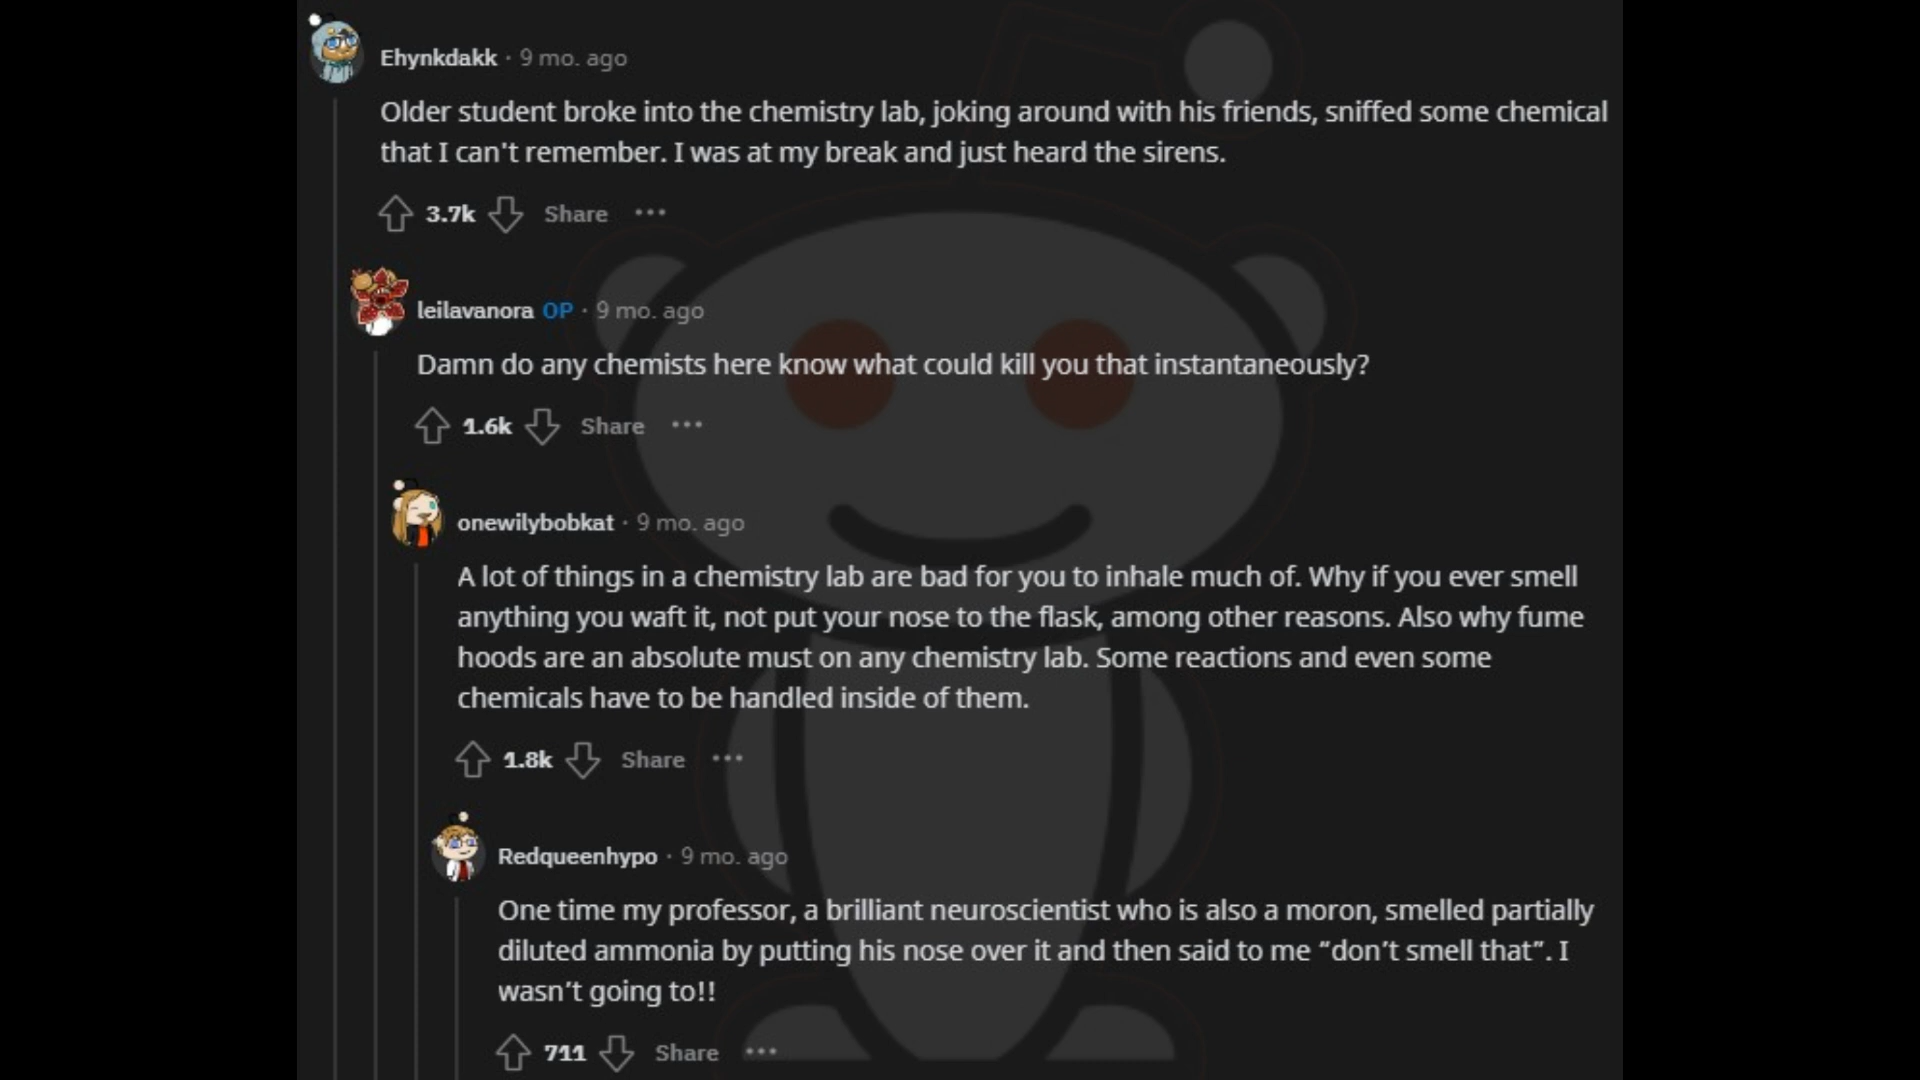 Ehynkdakk · 9 mo. ago
Older student broke into the chemistry lab, joking around with his friends, sniffed some chemical
that I can't remember. I was at my break and just heard the sirens.
3.7k Share ···
leilavanora OP · 9 mo. ago
Damn do any chemists here know what could kill you that instantaneously?
1.6k Share ···
onewilybobkat · 9 mo. ago
A lot of things in a chemistry lab are bad for you to inhale much of. Why if you ever smell
anything you waft it, not put your nose to the flask, among other reasons. Also why fume
hoods are an absolute must on any chemistry lab. Some reactions and even some
chemicals have to be handled inside of them.
1.8k Share ···
Redqueenhypo · 9 mo. ago
One time my professor, a brilliant neuroscientist who is also a moron, smelled partially
diluted ammonia by putting his nose over it and then said to me “don’t smell that”. I
wasn’t going to!!
711 Share ···